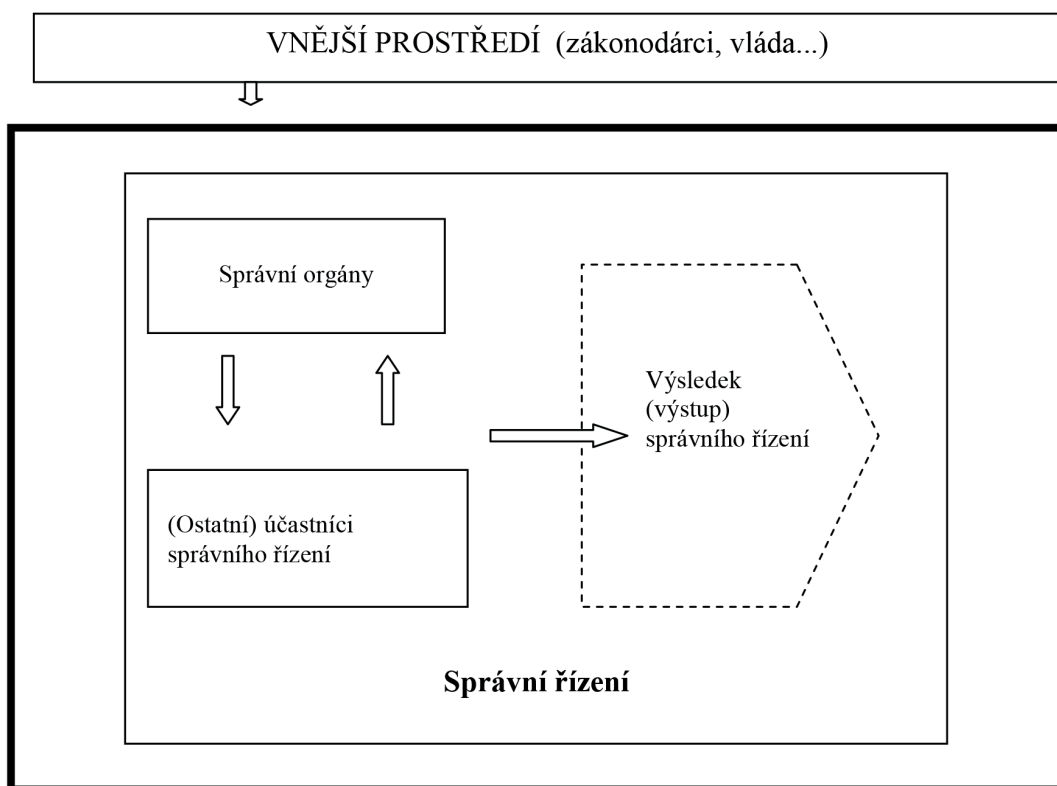 VNĚJŠÍ PROSTŘEDÍ (zákonodárci, vláda...)
Správní orgány
Výsledek
(výstup)
správního řízení
(Ostatní) účastníci
správního řízení
Správní řízení